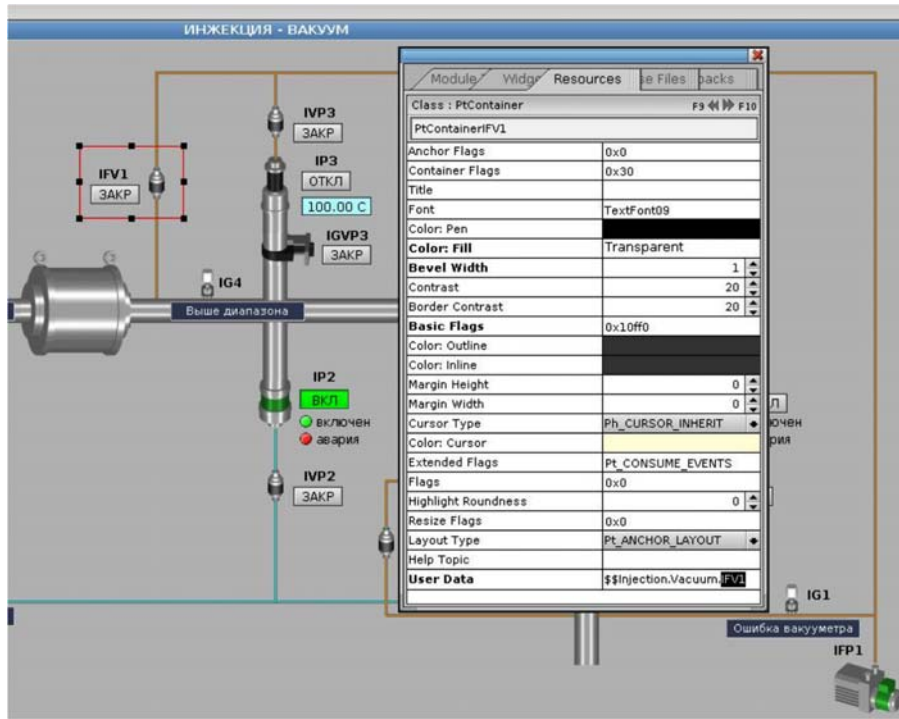 ИНЖЕКЦИЯ - ВАКУУМ
IVP3
ЗАКР
IP3
ОТКЛ
100.00 C
IFV1
ЗАКР
IGVP3
ЗАКР
IG4
Выше диапазона
IP2
ВКЛ
включен
авария
IVP2
ЗАКР
Module
Resources
Files
packs
Class : PtContainer
F9
F10
PtContainerIFV1
Anchor Flags 0x0
Container Flags 0x30
Title
Font TextFont09
Color: Pen
Color: Fill Transparent
Bevel Width 1
Contrast 20
Border Contrast 20
Basic Flags 0x10ff0
Color: Outline
Color: Inline
Margin Height 0
Margin Width 0
Cursor Type Ph_CURSOR_INHERIT
Color: Cursor
Extended Flags Pt_CONSUME_EVENTS
Flags 0x0
Highlight Roundness 0
Resize Flags 0x0
Layout Type Pt_ANCHOR_LAYOUT
Help Topic
User Data $$Injection.Vacuum.IFV1
IG1
Ошибка вакууметра
IFP1